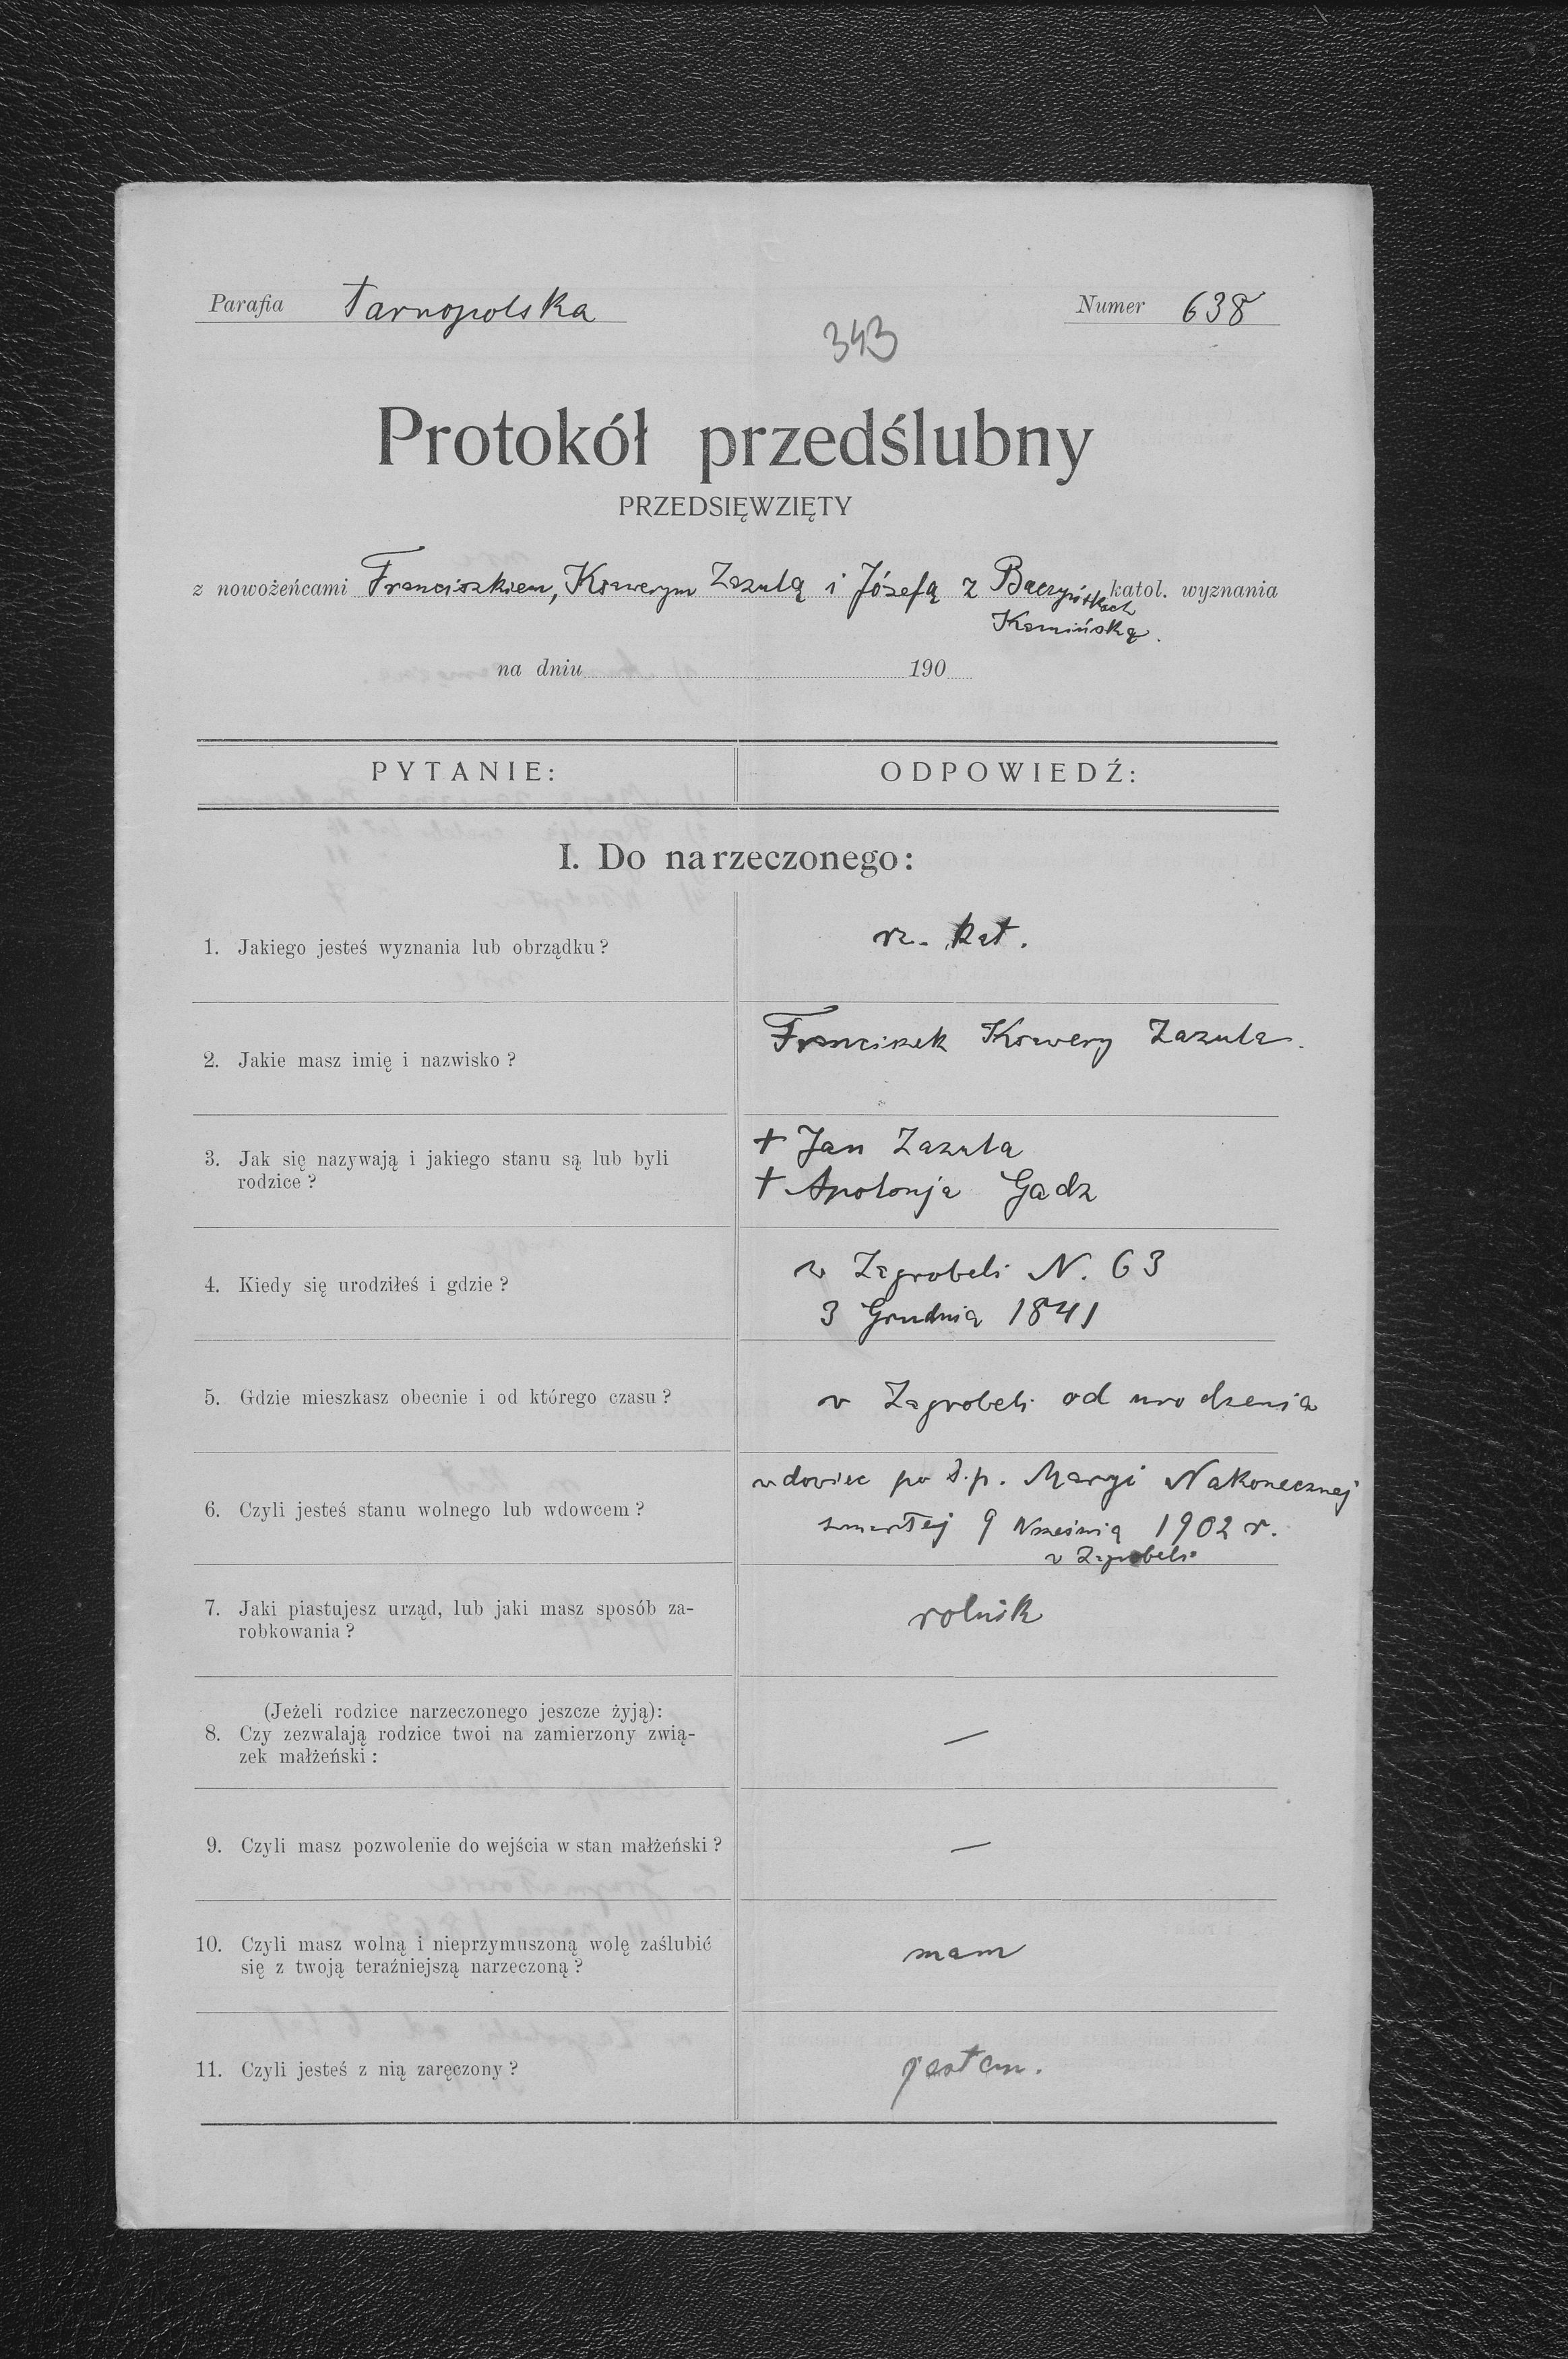 Parafia Tarnopolska Numer 638
343
Protokół przedślubny
PRZEDSIĘWZIĘTY
z nowożeńcami Franciszkiem, Ksawerym Zazulą i Józefą z Baczyńskich katol. wyznania
Kamińską.
na dniu 190
PYTANIE: ODPOWIEDŹ:
I. Do narzeczonego:
1. Jakiego jesteś wyznania lub obrządku? rz. kat.
2. Jakie masz imię i nazwisko? Franciszek Ksawery Zazula.
3. Jak się nazywają i jakiego stanu są lub byli
rodzice?
† Jan Zazula
† Apolonja Gadz
4. Kiedy się urodziłeś i gdzie?
w Zagrobeli N. 63
3 Grudnia 1841
5. Gdzie mieszkasz obecnie i od którego czasu? w Zagrobeli od urodzenia
6. Czyli jesteś stanu wolnego lub wdowcem?
wdowiec po ś.p. Maryi Nakonecznej
zmarłej 9 Września 1902 r.
w Zagrobeli
7. Jaki piastujesz urząd, lub jaki masz sposób za-
robkowania?
rolnik
(Jeżeli rodzice narzeczonego jeszcze żyją):
8. Czy zezwalają rodzice twoi na zamierzony zwią-
zek małżeński:
—
9. Czyli masz pozwolenie do wejścia w stan małżeński? —
10. Czyli masz wolną i nieprzymuszoną wolę zaślubić
się z twoją teraźniejszą narzeczoną?
mam
11. Czyli jesteś z nią zaręczony? jestem.